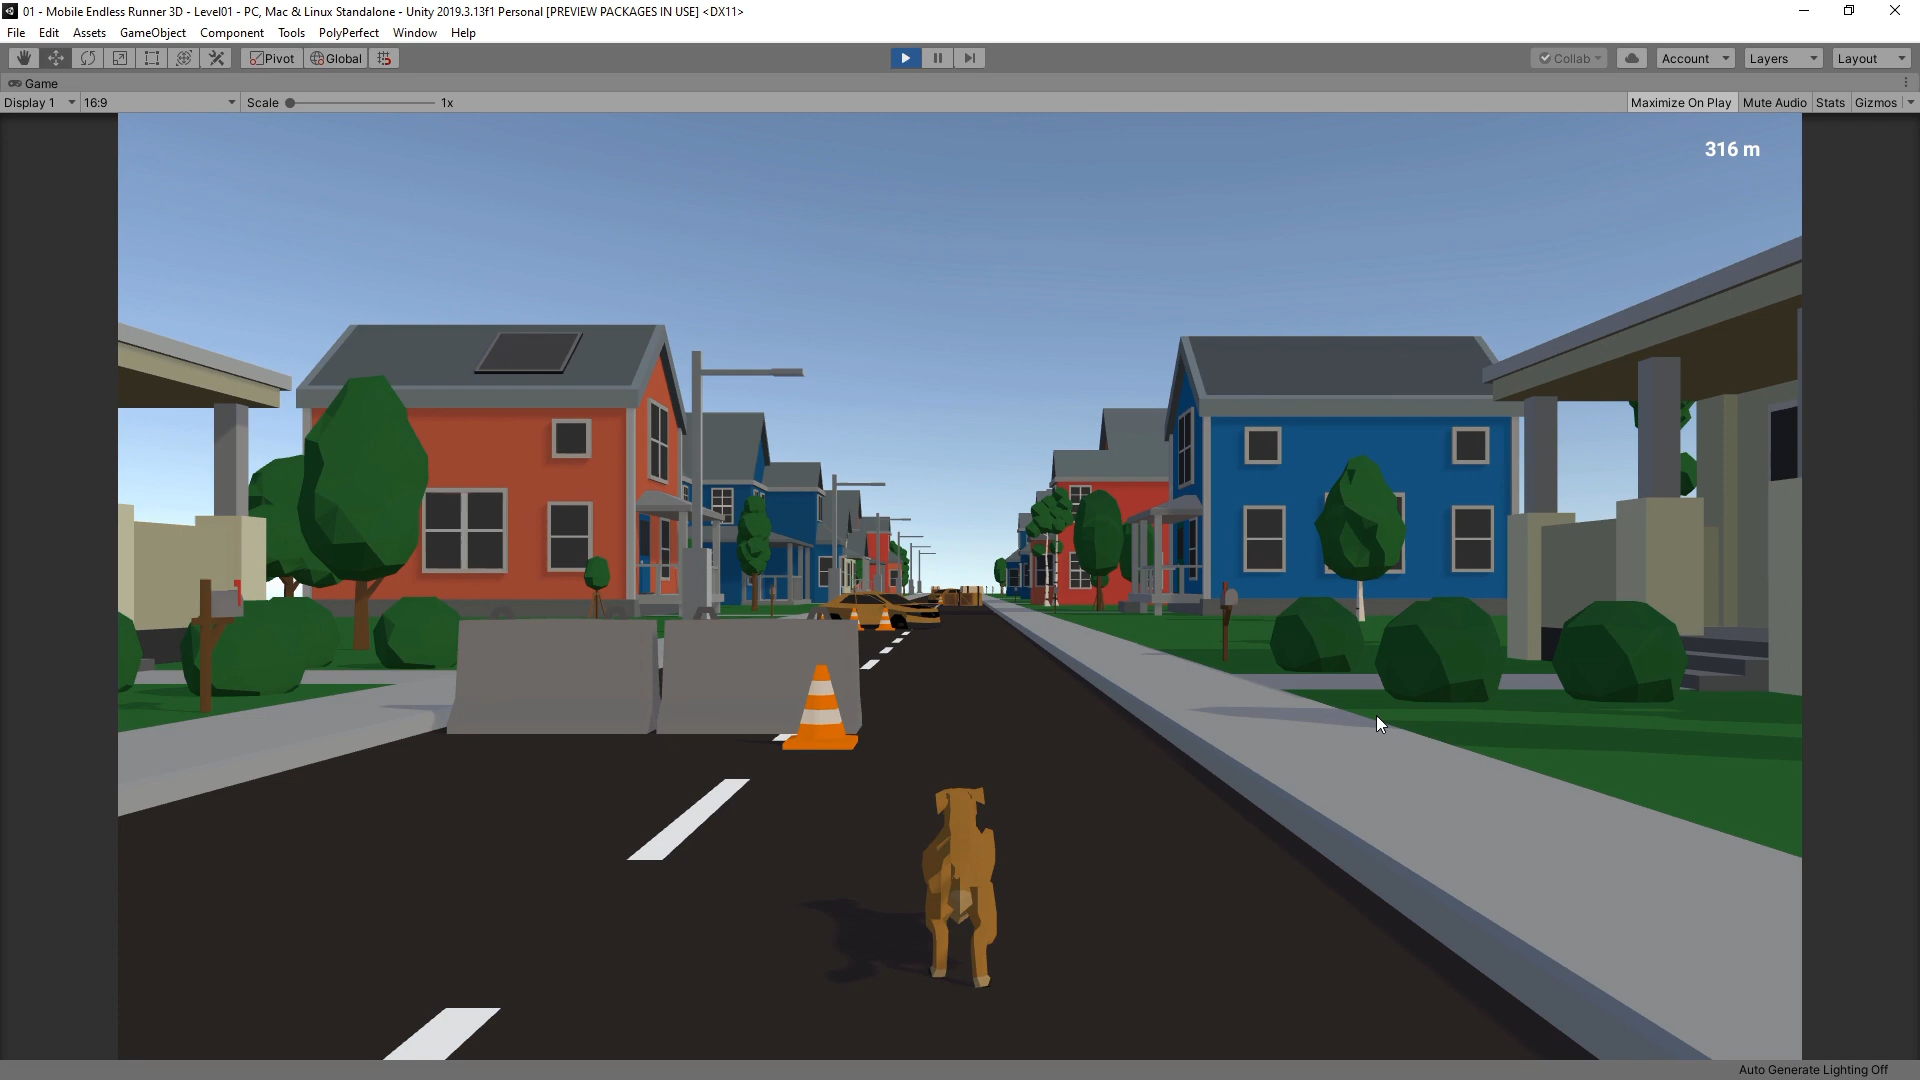 01 - Mobile Endless Runner 3D - Level01 - PC, Mac & Linux Standalone - Unity 2019.3.13f1 Personal [PREVIEW PACKAGES IN USE] <DX11>
File Edit Assets GameObject Component Tools PolyPerfect Window Help
Pivot Global Collab Account Layers Layout
Game
Display 1 16:9 Scale 1x Maximize On Play Mute Audio Stats Gizmos
316 m
Auto Generate Lighting Off